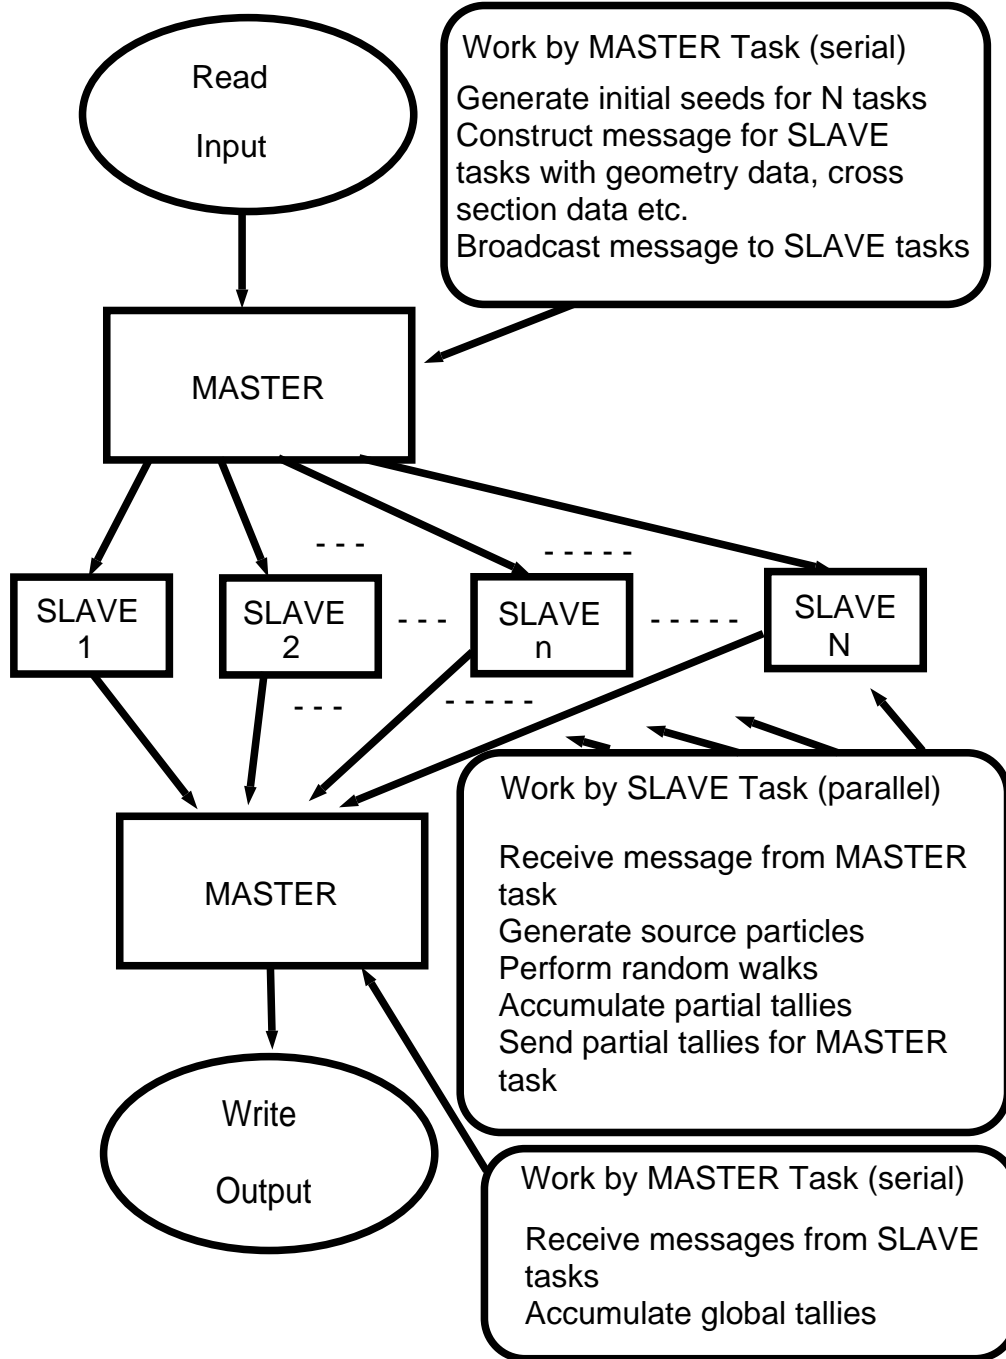 Read
Input
Work by MASTER Task (serial)
Generate initial seeds for N tasks
Construct message for SLAVE
tasks with geometry data, cross
section data etc.
Broadcast message to SLAVE tasks
MASTER
SLAVE
1
SLAVE
2
SLAVE
n
SLAVE
N
Work by SLAVE Task (parallel)
Receive message from MASTER
task
Generate source particles
Perform random walks
Accumulate partial tallies
Send partial tallies for MASTER
task
MASTER
Write
Output
Work by MASTER Task (serial)
Receive messages from SLAVE
tasks
Accumulate global tallies